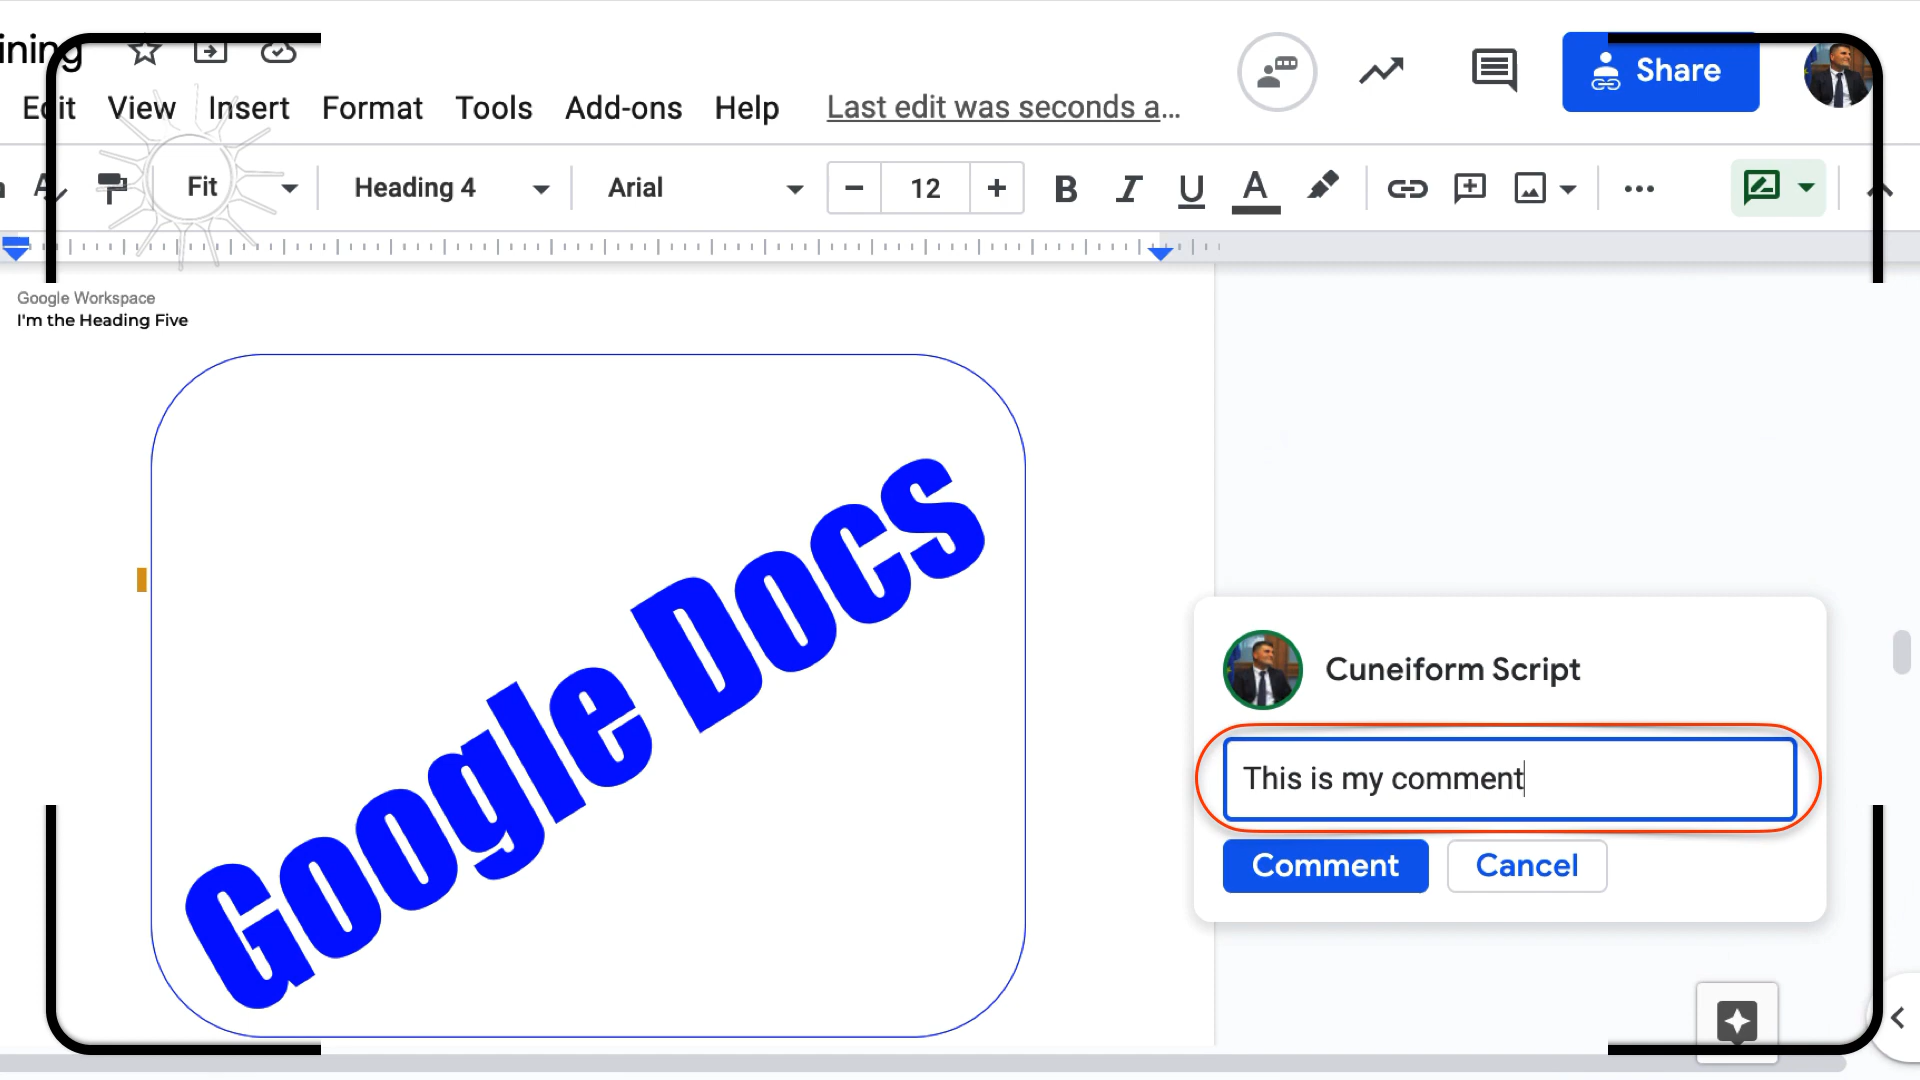 ining
Edit View Insert Format Tools Add-ons Help Last edit was seconds a...
Share
Fit Heading 4 Arial − 12 + B I U A
Google Workspace
I'm the Heading Five
Google Docs
Cuneiform Script
This is my comment
Comment Cancel